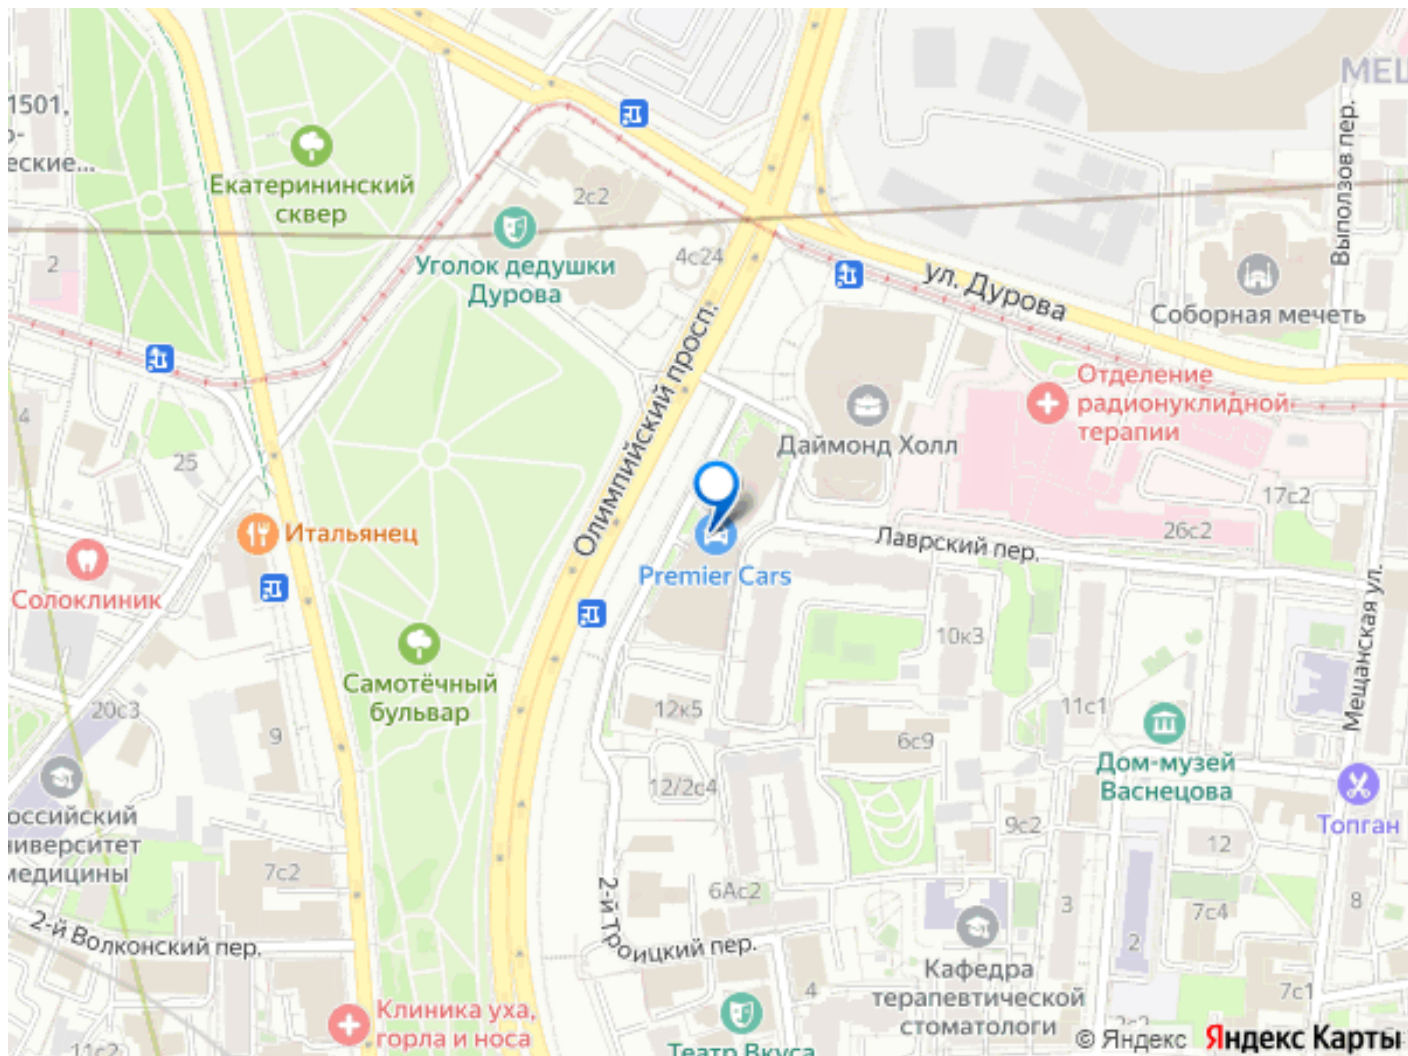 МЕЩ
1501,
еские...
Выползов пер.
Екатерининский
сквер
2с2
Уголок дедушки
Дурова
4с24
2
ул. Дурова
Соборная мечеть
Олимпийский просп.
Отделение
радионуклидной
терапии
Даймонд Холл
4
25
17с2
Итальянец
26с2
Лаврский пер.
Premier Cars
Солоклиник
Мещанская ул.
10к3
Самотёчный
бульвар
20с3
12к5
11с1
9
6с9
Дом-музей
Васнецова
12/2с4
оссийский
ниверситет
медицины
9с2
Топган
12
7с2
6Ас2
3
8
7с4
2-й Волконский пер.
2-й Троицкий пер.
2
Кафедра
терапевтической
стоматологи
4
7с1
Клиника уха,
горла и носа
2с2
11с2
Театр Вкуса
© Яндекс Яндекс Карты